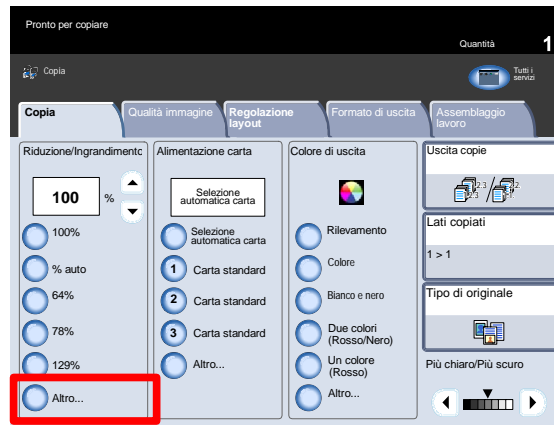 Pronto per copiare
Quantità
1
Copia
Tutti i
servizi
Copia
Qualità immagine
Regolazione
layout
Formato di uscita
Assemblaggio
lavoro
Riduzione/Ingrandimento
100 %
100%
% auto
64%
78%
129%
Altro...
Alimentazione carta
Selezione
automatica carta
Selezione
automatica carta
1 Carta standard
2 Carta standard
3 Carta standard
Altro...
Colore di uscita
Rilevamento
Colore
Bianco e nero
Due colori
(Rosso/Nero)
Un colore
(Rosso)
Altro...
Uscita copie
Lati copiati
1 > 1
Tipo di originale
Più chiaro/Più scuro